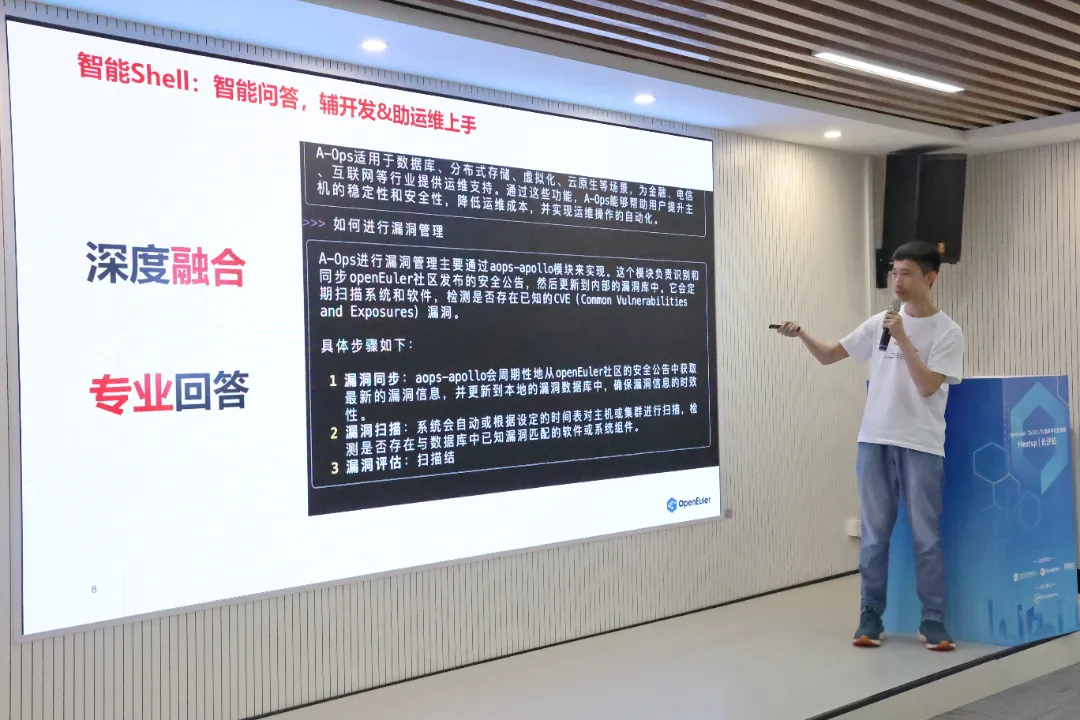 智能Shell：智能问答，辅开发&助运维上手
深度融合
专业回答
A-Ops适用于数据库、分布式存储、虚拟化、云原生等场景，为金融、电信
、互联网等行业提供运维支持。通过这些功能，A-Ops能够帮助用户提升主
机的稳定性和安全性，降低运维成本，并实现运维操作的自动化。
>>> 如何进行漏洞管理
A-Ops进行漏洞管理主要通过aops-apollo模块来实现。这个模块负责识别和
同步openEuler社区发布的安全公告，然后更新到内部的漏洞库中。它会定
期扫描系统和软件，检测是否存在已知的CVE (Common Vulnerabilities
and Exposures) 漏洞。
具体步骤如下：
1 漏洞同步：aops-apollo会周期性地从openEuler社区的安全公告中获取
最新的漏洞信息，并更新到本地的漏洞数据库中，确保漏洞信息的时效
性。
2 漏洞扫描：系统会自动或根据设定的时间表对主机或集群进行扫描，检
测是否存在与数据库中已知漏洞匹配的软件或系统组件。
3 漏洞评估：扫描结
OpenEuler
8
Meetup | 长沙站